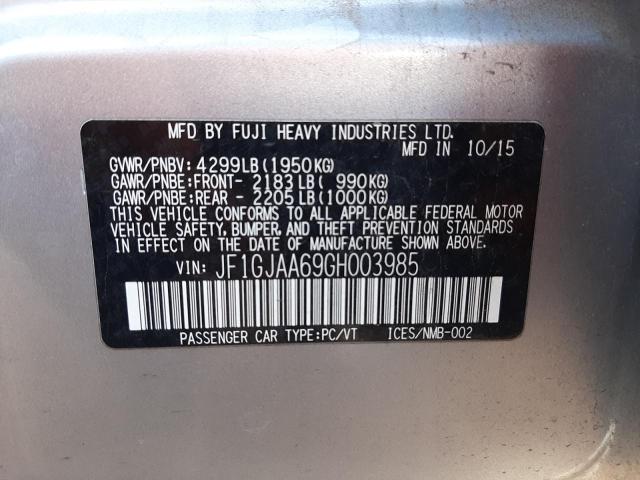 MFD BY FUJI HEAVY INDUSTRIES LTD.
MFD IN 10/15
GVWR/PNBV: 4299LB(1950KG)
GAWR/PNBE:FRONT- 2183LB( 990KG)
GAWR/PNBE:REAR - 2205LB(1000KG)
THIS VEHICLE CONFORMS TO ALL APPLICABLE FEDERAL MOTOR
VEHICLE SAFETY, BUMPER, AND THEFT PREVENTION STANDARDS
IN EFFECT ON THE DATE OF MANUFACTURE SHOWN ABOVE.
VIN: JF1GJAA69GH003985
PASSENGER CAR TYPE:PC/VT ICES/NMB-002